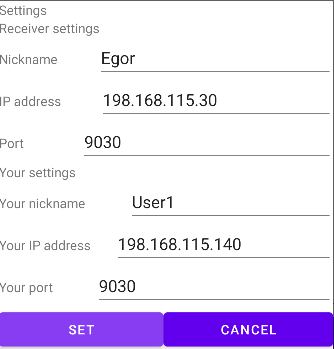 Settings
Receiver settings
Nickname Egor
IP address 198.168.115.30
Port 9030
Your settings
Your nickname User1
Your IP address 198.168.115.140
Your port 9030
SET CANCEL